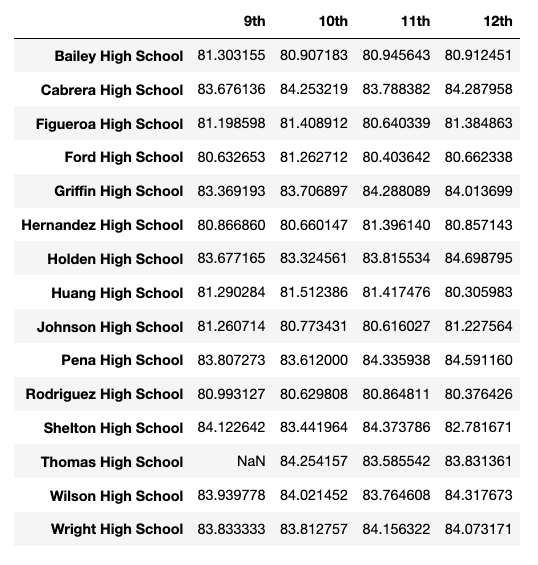 9th 10th 11th 12th
Bailey High School 81.303155 80.907183 80.945643 80.912451
Cabrera High School 83.676136 84.253219 83.788382 84.287958
Figueroa High School 81.198598 81.408912 80.640339 81.384863
Ford High School 80.632653 81.262712 80.403642 80.662338
Griffin High School 83.369193 83.706897 84.288089 84.013699
Hernandez High School 80.866860 80.660147 81.396140 80.857143
Holden High School 83.677165 83.324561 83.815534 84.698795
Huang High School 81.290284 81.512386 81.417476 80.305983
Johnson High School 81.260714 80.773431 80.616027 81.227564
Pena High School 83.807273 83.612000 84.335938 84.591160
Rodriguez High School 80.993127 80.629808 80.864811 80.376426
Shelton High School 84.122642 83.441964 84.373786 82.781671
Thomas High School NaN 84.254157 83.585542 83.831361
Wilson High School 83.939778 84.021452 83.764608 84.317673
Wright High School 83.833333 83.812757 84.156322 84.073171